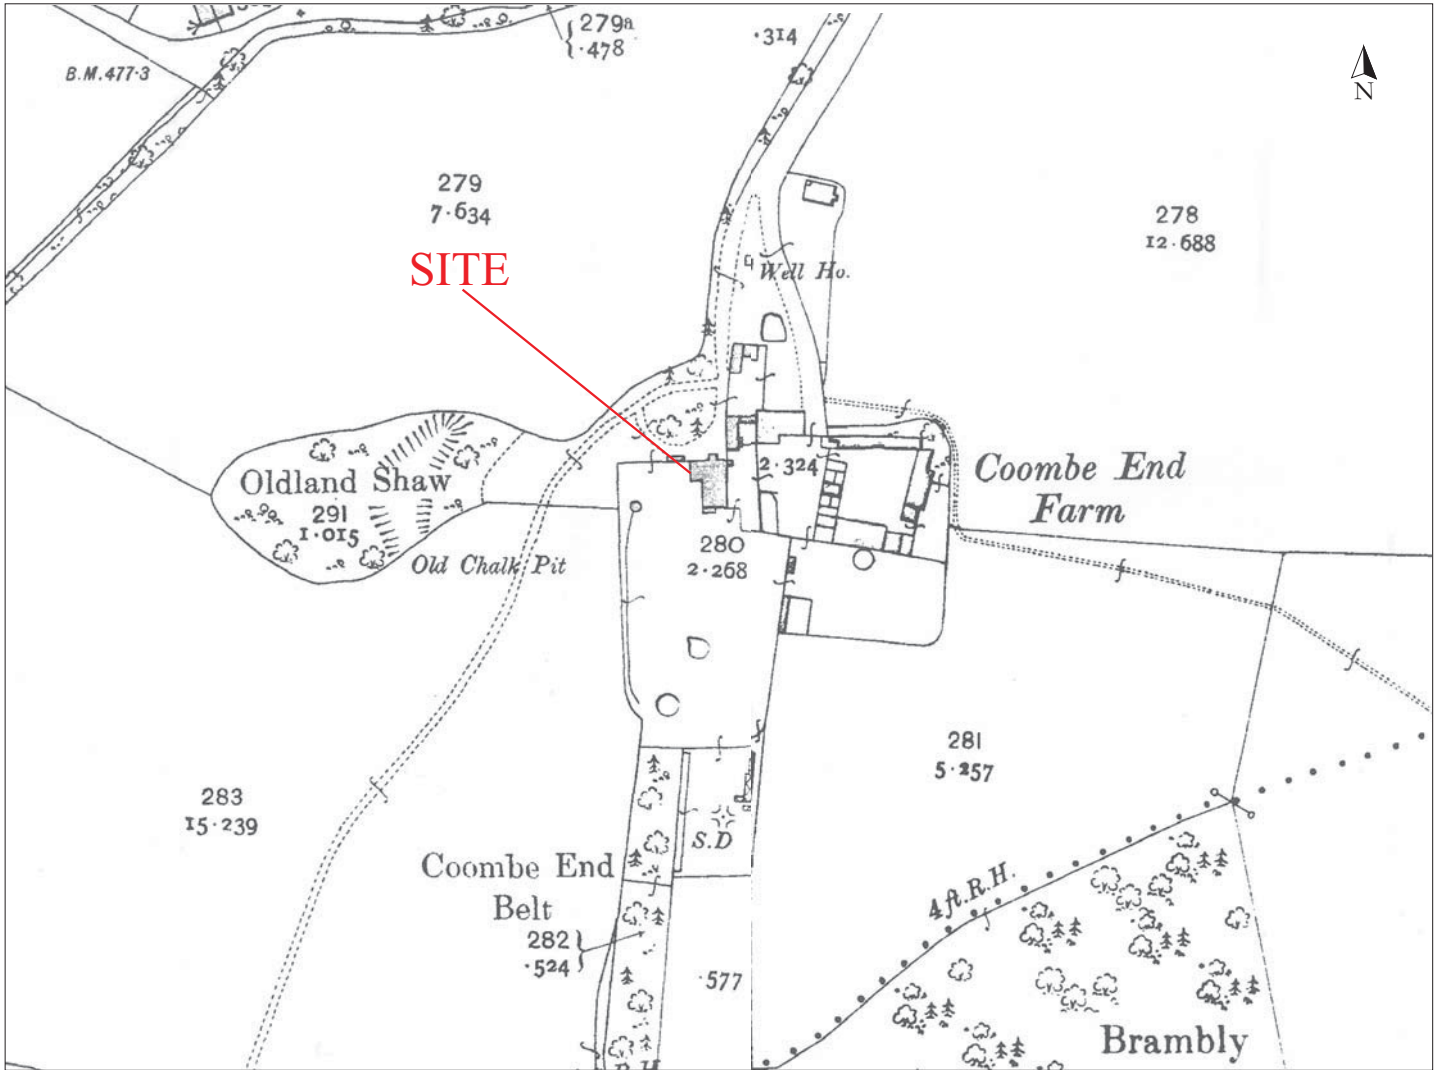 279a
·478
·314
B.M.477·3
N
279
7·634
278
12·688
SITE
Well Ho.
2·324
Coombe End
Farm
Oldland Shaw
291
1·015
280
2·268
Old Chalk Pit
281
5·257
283
15·239
S.D
Coombe End
Belt
282
·524
4ft.R.H.
·577
Brambly